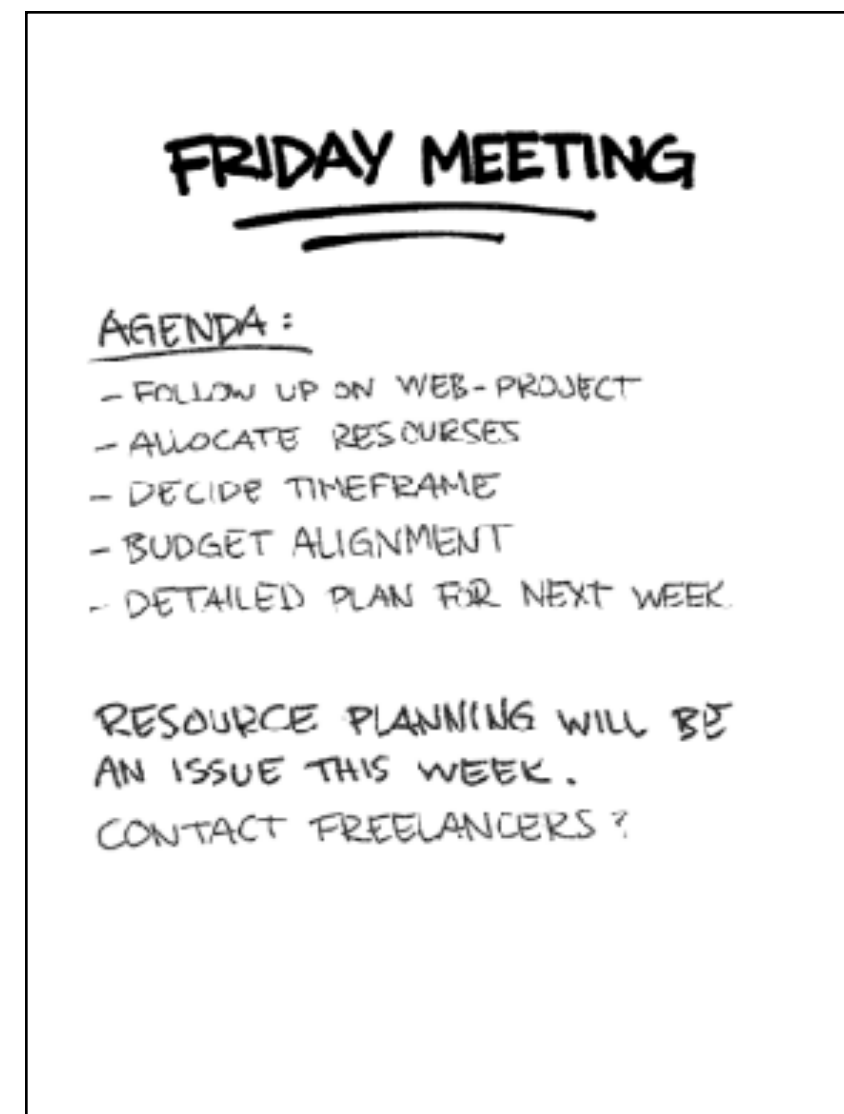 FRIDAY MEETING
AGENDA:
- FOLLOW UP ON WEB-PROJECT
- ALLOCATE RESOURSES
- DECIDE TIMEFRAME
- BUDGET ALIGNMENT
- DETAILED PLAN FOR NEXT WEEK.
RESOURCE PLANNING WILL BE
AN ISSUE THIS WEEK.
CONTACT FREELANCERS?